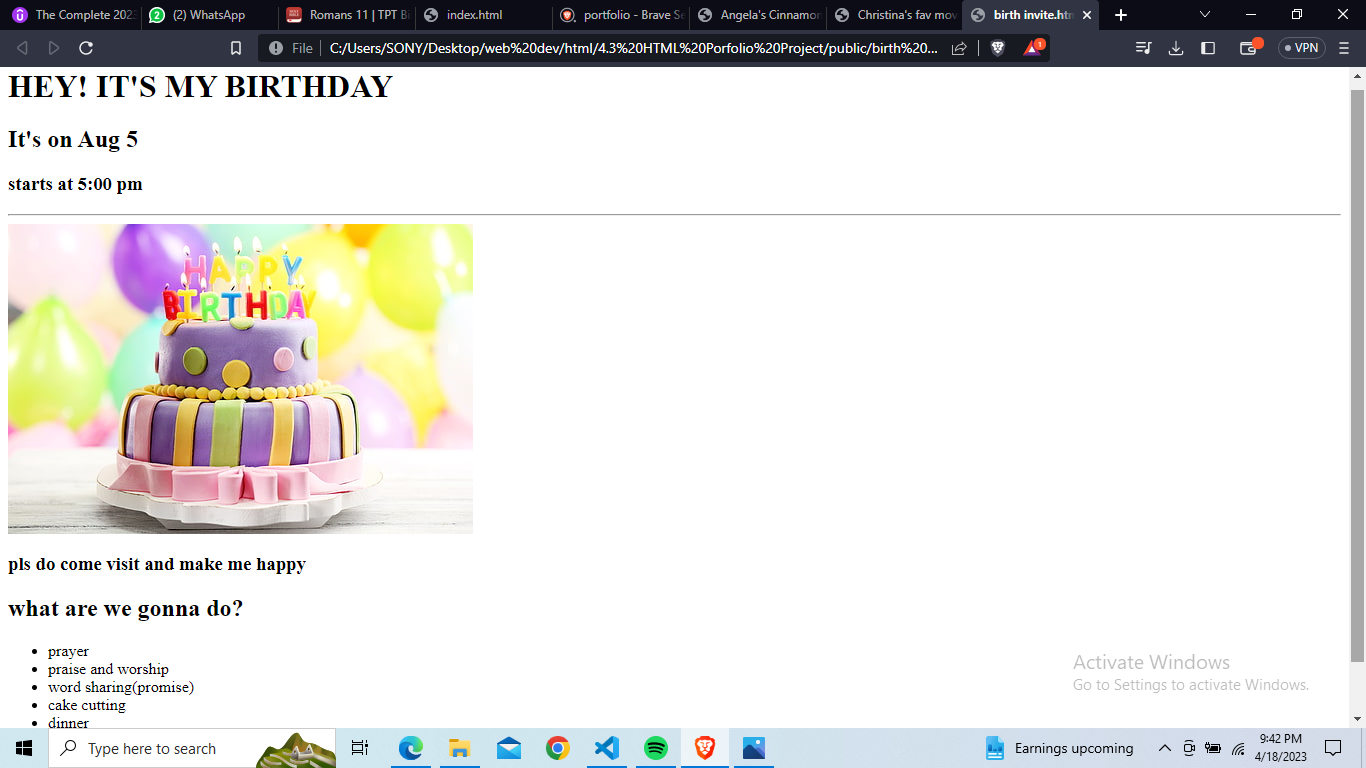 The Complete 202
(2) WhatsApp
Romans 11 | TPT Bi
index.html
portfolio - Brave Se
Angela's Cinnamon
Christina's fav mov
birth invite.htm
File
C:/Users/SONY/Desktop/web%20dev/html/4.3%20HTML%20Porfolio%20Project/public/birth%20...
1
VPN
HEY! IT'S MY BIRTHDAY
It's on Aug 5
starts at 5:00 pm
HAPPY
BIRTHDAY
pls do come visit and make me happy
what are we gonna do?
• prayer
• praise and worship
• word sharing(promise)
• cake cutting
• dinner
Activate Windows
Go to Settings to activate Windows.
Type here to search
Earnings upcoming
9:42 PM
4/18/2023